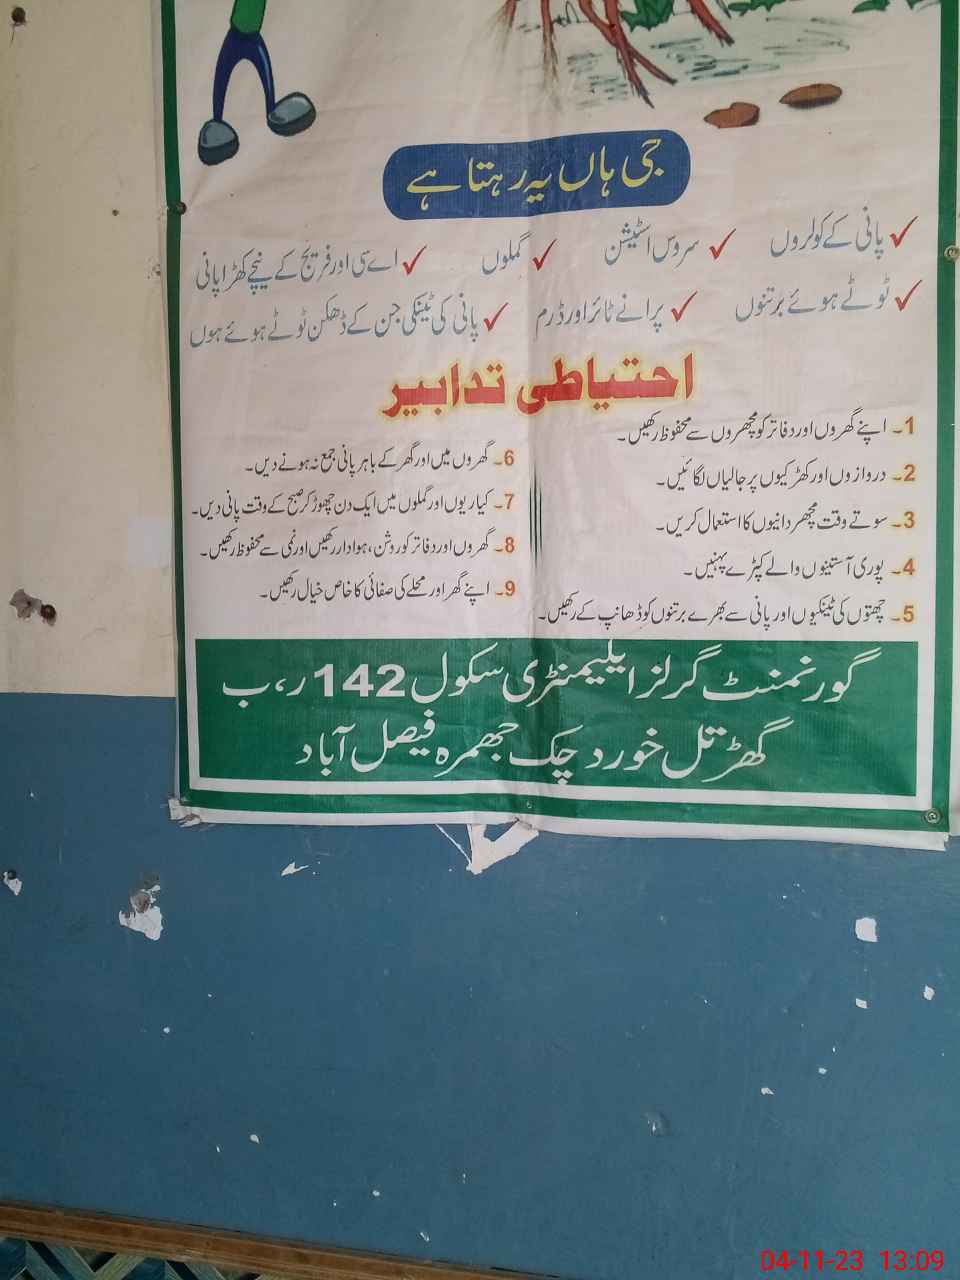 جی ہاں یہ رہتا ہے
✓ پانی کے کولروں ✓ سروس اسٹیشن ✓ گملوں ✓ اے سی اور فریج کے نیچے کھڑا پانی
✓ ٹوٹے ہوئے برتنوں ✓ پرانے ٹائر اور ڈرم ✓ پانی کی ٹینکی جن کے ڈھکن ٹوٹے ہوئے ہوں
احتیاطی تدابیر
1۔ اپنے گھروں اور دفاتر کو مچھروں سے محفوظ رکھیں۔
2۔ دروازوں اور کھڑکیوں پر جالیاں لگائیں۔
3۔ سوتے وقت مچھر دانیوں کا استعمال کریں۔
4۔ پوری آستینوں والے کپڑے پہنیں۔
5۔ چھتوں کی ٹینکیوں اور پانی سے بھرے برتنوں کو ڈھانپ کے رکھیں۔
6۔ گھروں میں اور گھر کے باہر پانی جمع نہ ہونے دیں۔
7۔ کیاریوں اور گملوں میں ایک دن چھوڑ کر صبح کے وقت پانی دیں۔
8۔ گھروں اور دفاتر کو روشن، ہوادار رکھیں اور نمی سے محفوظ رکھیں۔
9۔ اپنے گھر اور محلے کی صفائی کا خاص خیال رکھیں۔
گورنمنٹ گرلز ایلیمنٹری سکول 142 ر،ب
گھڑتل خورد چک جھمرہ فیصل آباد
04-11-23 13:09